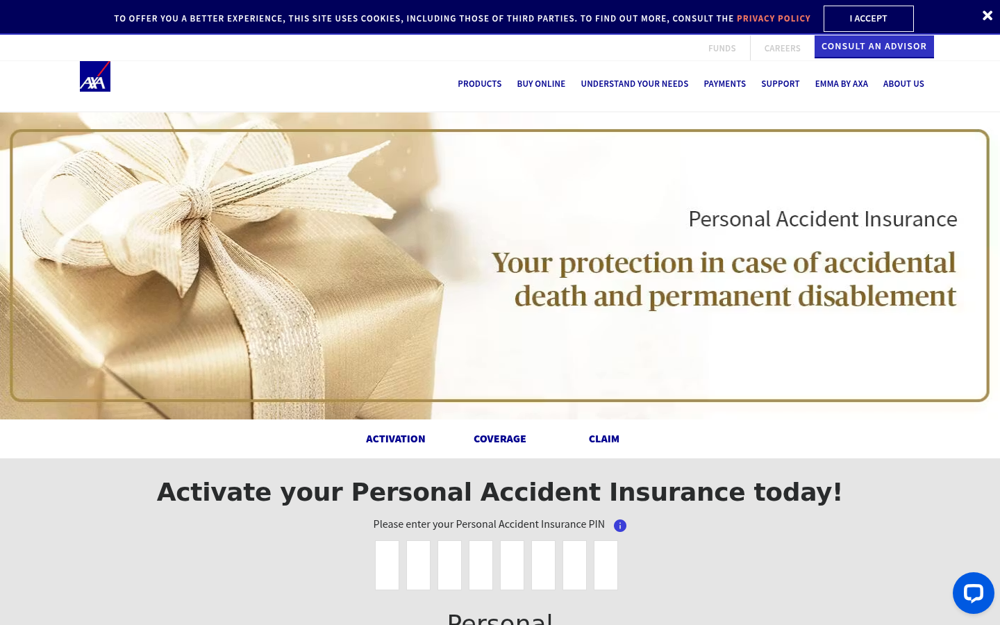 TO OFFER YOU A BETTER EXPERIENCE, THIS SITE USES COOKIES, INCLUDING THOSE OF THIRD PARTIES. TO FIND OUT MORE, CONSULT THE PRIVACY POLICY
I ACCEPT
FUNDS
CAREERS
CONSULT AN ADVISOR
AXA
PRODUCTS
BUY ONLINE
UNDERSTAND YOUR NEEDS
PAYMENTS
SUPPORT
EMMA BY AXA
ABOUT US
Personal Accident Insurance
Your protection in case of accidental
death and permanent disablement
ACTIVATION
COVERAGE
CLAIM
Activate your Personal Accident Insurance today!
Please enter your Personal Accident Insurance PIN
Personal